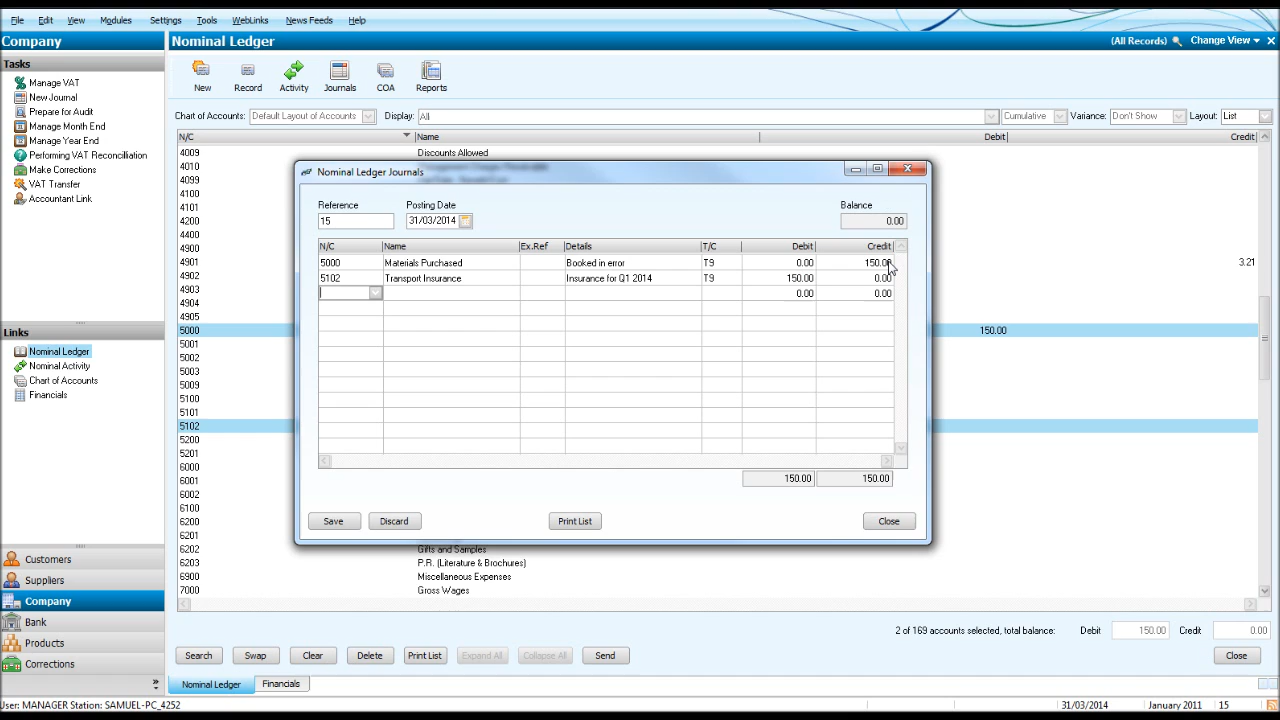 File Edit View Modules Settings Tools WebLinks News Feeds Help
Company
Nominal Ledger
(All Records) Change View
Tasks
Manage VAT
New Journal
Prepare for Audit
Manage Month End
Manage Year End
Performing VAT Reconciliation
Make Corrections
VAT Transfer
Accountant Link
Links
Nominal Ledger
Nominal Activity
Chart of Accounts
Financials
Customers
Suppliers
Company
Bank
Products
Corrections
New Record Activity Journals COA Reports
Chart of Accounts: Default Layout of Accounts Display: All Cumulative Variance: Don't Show Layout: List
N/C Name Debit Credit
4009 Discounts Allowed
4010
4099
4100
4101
4200
4400
4900
4901 3.21
4902
4903
4904
4905
5000 150.00
5001
5002
5003
5009
5100
5101
5102
5200
5201
6000
6001
6002
6100
6200
6201
6202 Gifts and Samples
6203 P.R. (Literature & Brochures)
6900 Miscellaneous Expenses
7000 Gross Wages
Nominal Ledger Journals
Reference Posting Date Balance
15 31/03/2014 0.00
N/C Name Ex.Ref Details T/C Debit Credit
5000 Materials Purchased Booked in error T9 0.00 150.00
5102 Transport Insurance Insurance for Q1 2014 T9 150.00 0.00
0.00 0.00
150.00 150.00
Save Discard Print List Close
2 of 169 accounts selected, total balance: Debit 150.00 Credit 0.00
Search Swap Clear Delete Print List Expand All Collapse All Send Close
Nominal Ledger Financials
User: MANAGER Station: SAMUEL-PC_4252 31/03/2014 January 2011 15